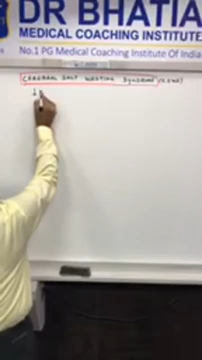 DR BHATIA
MEDICAL COACHING INSTITUTE
No.1 PG Medical Coaching Institute Of India
CEREBRAL SALT WASTING SYNDROME (CSWS)